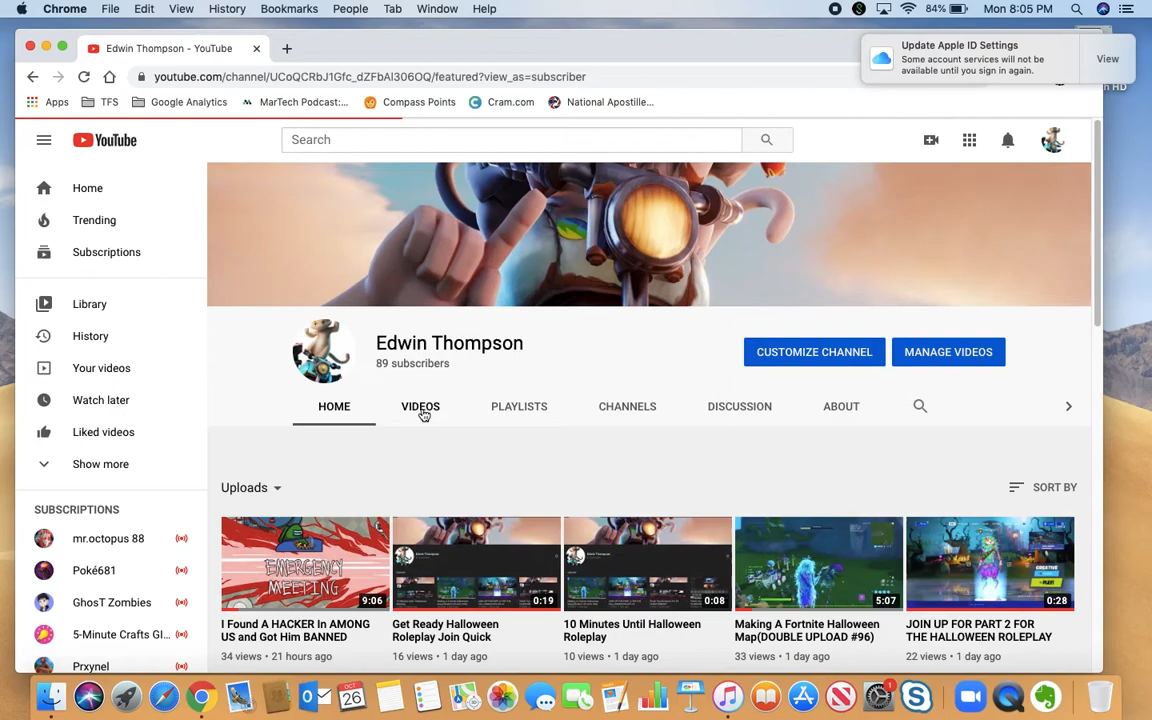 Chrome File Edit View History Bookmarks People Tab Window Help
84% Mon 8:05 PM
Edwin Thompson - YouTube
Update Apple ID Settings
Some account services will not be
available until you sign in again.
View
youtube.com/channel/UCoQCRbJ1Gfc_dZFbAl306OQ/featured?view_as=subscriber
Apps TFS Google Analytics MarTech Podcast:... Compass Points Cram.com National Apostille...
YouTube
Search
Home
Trending
Subscriptions
Library
History
Your videos
Watch later
Liked videos
Show more
SUBSCRIPTIONS
mr.octopus 88
Poké681
GhosT Zombies
5-Minute Crafts GI...
Prxynel
Edwin Thompson
89 subscribers
CUSTOMIZE CHANNEL
MANAGE VIDEOS
HOME VIDEOS PLAYLISTS CHANNELS DISCUSSION ABOUT
Uploads
SORT BY
EMERGENCY
MEETING
9:06
0:19
0:08
5:07
0:28
I Found A HACKER In AMONG
US and Got Him BANNED
34 views • 21 hours ago
Get Ready Halloween
Roleplay Join Quick
16 views • 1 day ago
10 Minutes Until Halloween
Roleplay
10 views • 1 day ago
Making A Fortnite Halloween
Map(DOUBLE UPLOAD #96)
33 views • 1 day ago
JOIN UP FOR PART 2 FOR
THE HALLOWEEN ROLEPLAY
22 views • 1 day ago
OCT
26
1